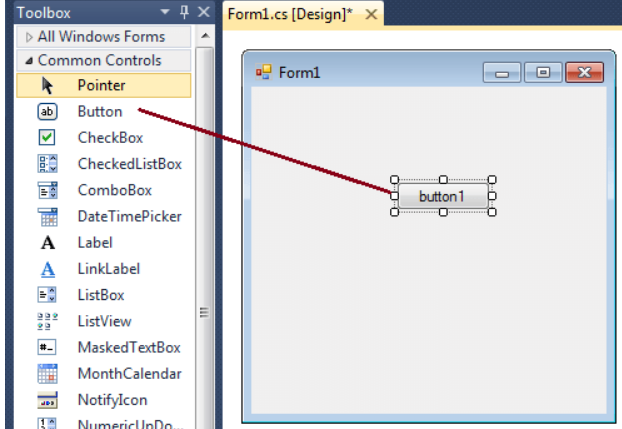 Toolbox
All Windows Forms
Common Controls
Pointer
ab Button
CheckBox
CheckedListBox
ComboBox
DateTimePicker
A Label
A LinkLabel
ListBox
ListView
#_ MaskedTextBox
MonthCalendar
NotifyIcon
NumericUpDo...
Form1.cs [Design]*
Form1
button1